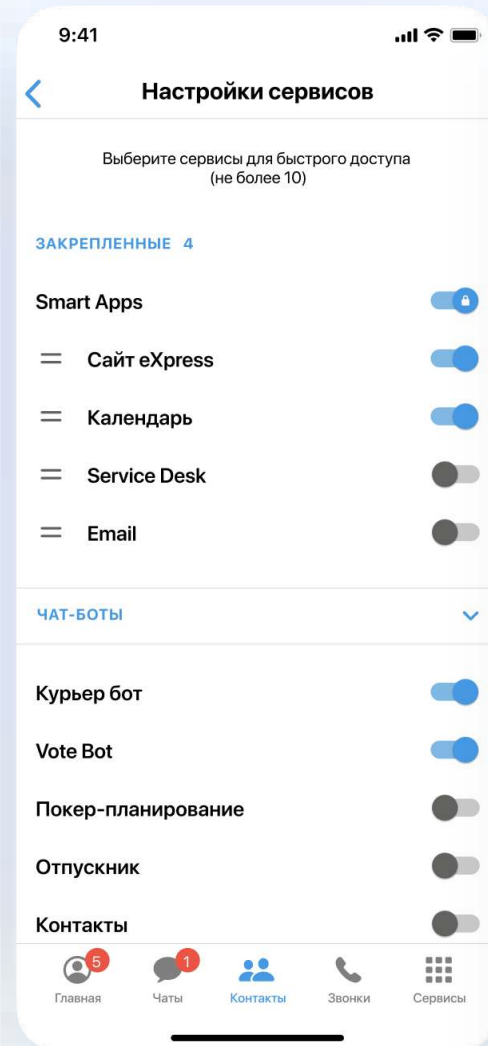 9:41
Настройки сервисов
Выберите сервисы для быстрого доступа
(не более 10)
ЗАКРЕПЛЕННЫЕ 4
Smart Apps
Сайт eXpress
Календарь
Service Desk
Email
ЧАТ-БОТЫ
Курьер бот
Vote Bot
Покер-планирование
Отпускник
Контакты
5 1
Главная Чаты Контакты Звонки Сервисы